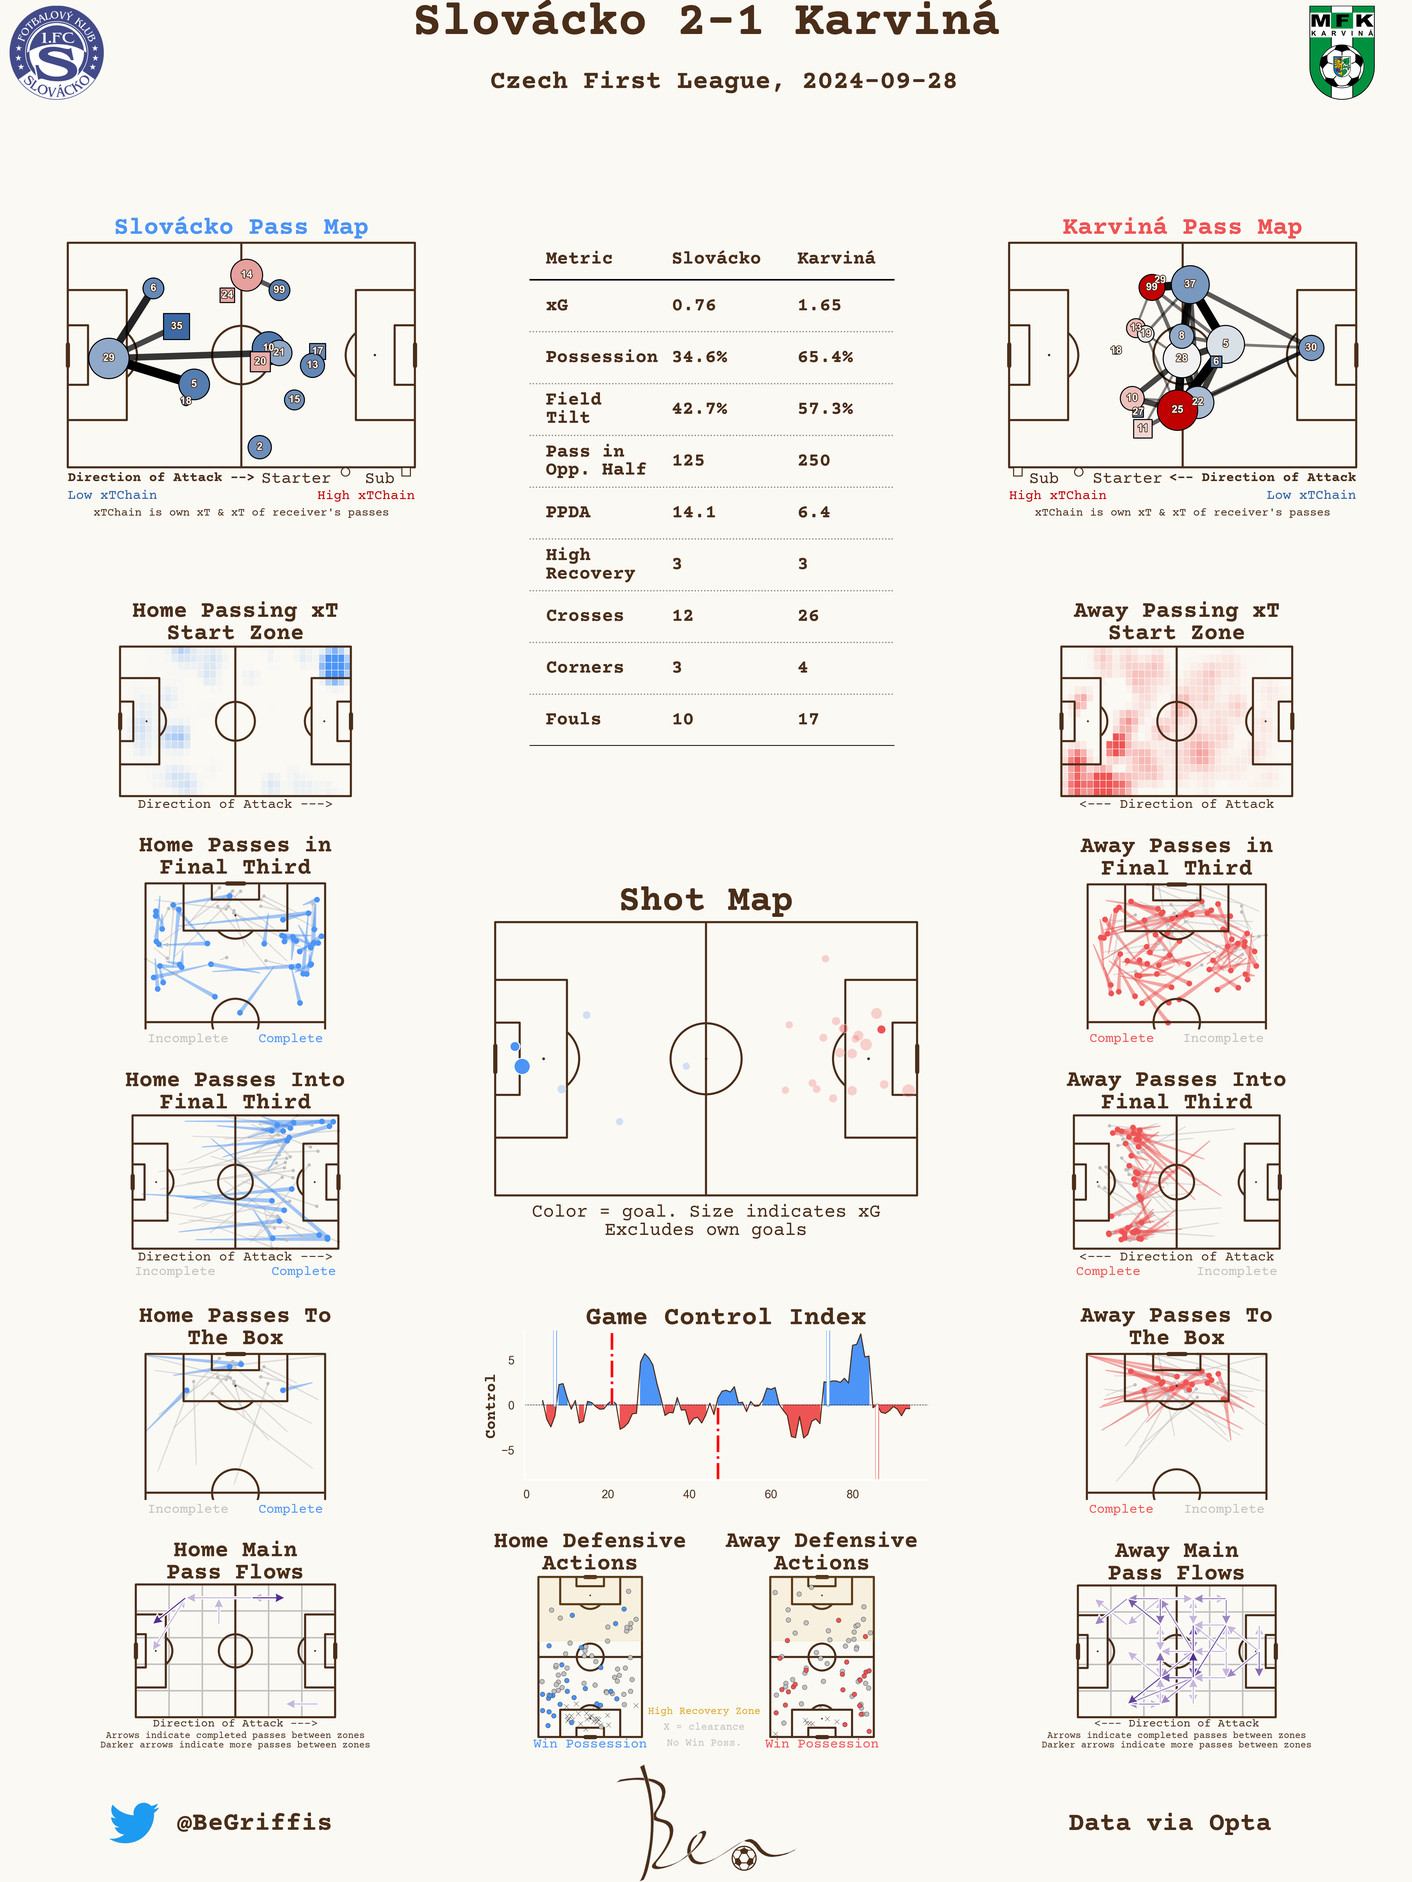 Slovácko 2-1 Karviná
Czech First League, 2024-09-28
FOTBALOVÝ KLUB
1.FC
S
SLOVÁCKO
MFK
KARVINÁ
Slovácko Pass Map
6
14
24
99
35
29
10
21
20
17
13
5
18
15
2
Direction of Attack --> Starter Sub
Low xTChain High xTChain
xTChain is own xT & xT of receiver's passes
Metric Slovácko Karviná
xG 0.76 1.65
Possession 34.6% 65.4%
Field
Tilt 42.7% 57.3%
Pass in
Opp. Half 125 250
PPDA 14.1 6.4
High
Recovery 3 3
Crosses 12 26
Corners 3 4
Fouls 10 17
Karviná Pass Map
29
99
37
13
19
8
5
30
18
28
6
10
22
25
27
11
Sub Starter <-- Direction of Attack
High xTChain Low xTChain
xTChain is own xT & xT of receiver's passes
Home Passing xT
Start Zone
Direction of Attack --->
Away Passing xT
Start Zone
<--- Direction of Attack
Home Passes in
Final Third
Incomplete Complete
Away Passes in
Final Third
Complete Incomplete
Shot Map
Color = goal. Size indicates xG
Excludes own goals
Home Passes Into
Final Third
Direction of Attack --->
Incomplete Complete
Away Passes Into
Final Third
<--- Direction of Attack
Complete Incomplete
Home Passes To
The Box
Incomplete Complete
Game Control Index
Control
5
0
−5
0 20 40 60 80
Away Passes To
The Box
Complete Incomplete
Home Main
Pass Flows
Direction of Attack --->
Arrows indicate completed passes between zones
Darker arrows indicate more passes between zones
Home Defensive
Actions
Win Possession
Away Defensive
Actions
Win Possession
High Recovery Zone
X = clearance
No Win Poss.
Away Main
Pass Flows
<--- Direction of Attack
Arrows indicate completed passes between zones
Darker arrows indicate more passes between zones
@BeGriffis
Ben
Data via Opta